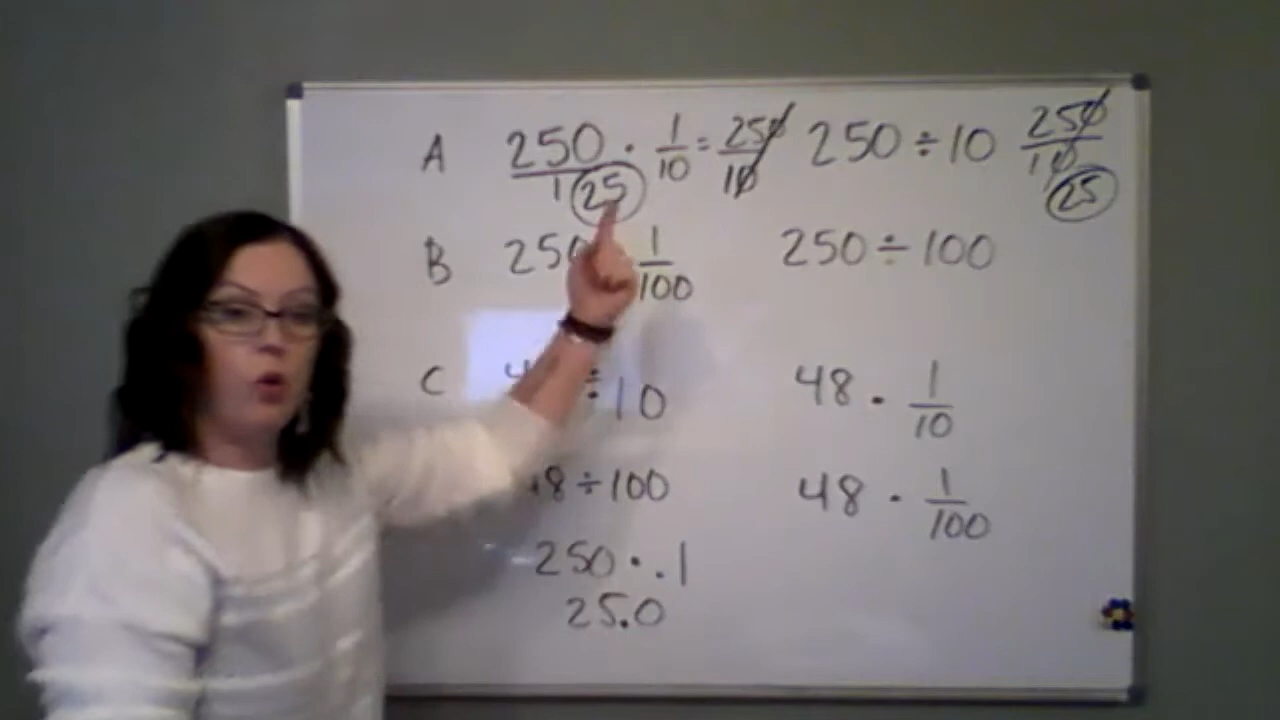 A 250/1 · 1/10 = 250/10 250 ÷ 10 250/10
25 25
B 250 1/100 250 ÷ 100
C ÷ 10 48 · 1/10
48 ÷ 100 48 · 1/100
250 · .1
25.0